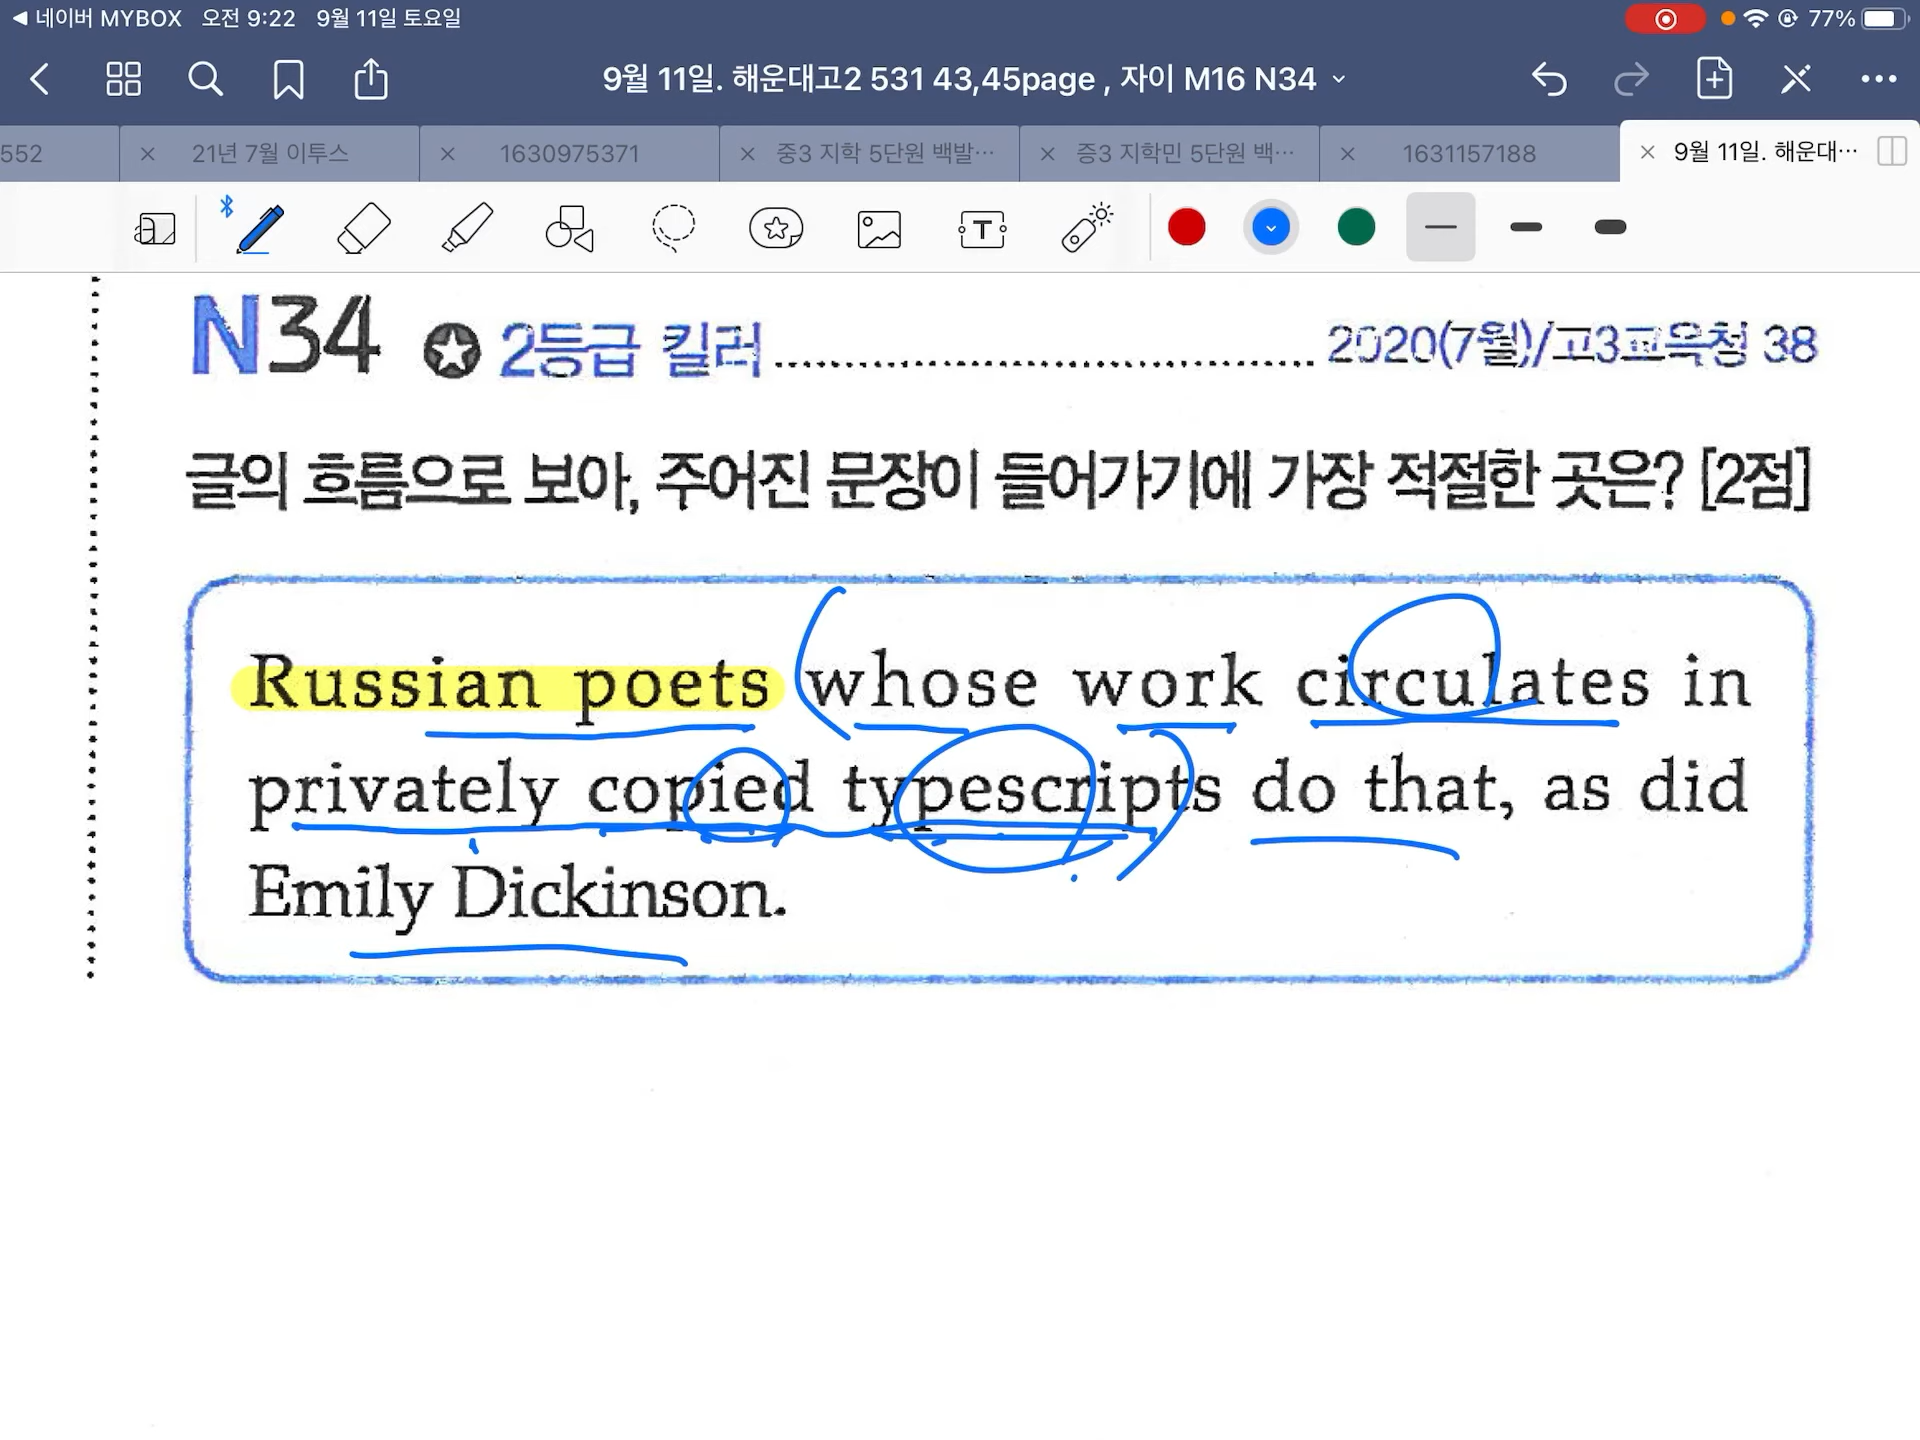 ◀ 네이버 MYBOX 오전 9:22 9월 11일 토요일 77%
9월 11일. 해운대고2 531 43,45page , 자이 M16 N34
552 21년 7월 이투스 1630975371 중3 지학 5단원 백발… 증3 지학민 5단원 백… 1631157188 9월 11일. 해운대…
N34 ✪ 2등급 킬러 2020(7월)/고3교육청 38
글의 흐름으로 보아, 주어진 문장이 들어가기에 가장 적절한 곳은? [2점]
Russian poets whose work circulates in
privately copied typescripts do that, as did
Emily Dickinson.